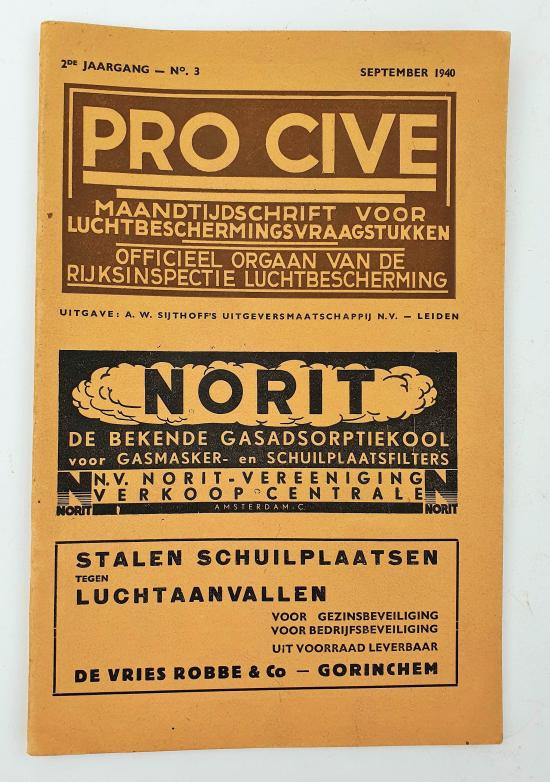 2DE JAARGANG — No. 3
SEPTEMBER 1940
PRO CIVE
MAANDTIJDSCHRIFT VOOR
LUCHTBESCHERMINGSVRAAGSTUKKEN
OFFICIEEL ORGAAN VAN DE
RIJKSINSPECTIE LUCHTBESCHERMING
UITGAVE: A. W. SIJTHOFF'S UITGEVERSMAATSCHAPPIJ N.V. — LEIDEN
NORIT
DE BEKENDE GASADSORPTIEKOOL
voor GASMASKER- en SCHUILPLAATSFILTERS
N.V. NORIT-VEREENIGING
VERKOOP-CENTRALE
AMSTERDAM-C.
N NORIT
N NORIT
STALEN SCHUILPLAATSEN
TEGEN
LUCHTAANVALLEN
VOOR GEZINSBEVEILIGING
VOOR BEDRIJFSBEVEILIGING
UIT VOORRAAD LEVERBAAR
DE VRIES ROBBE & Co — GORINCHEM